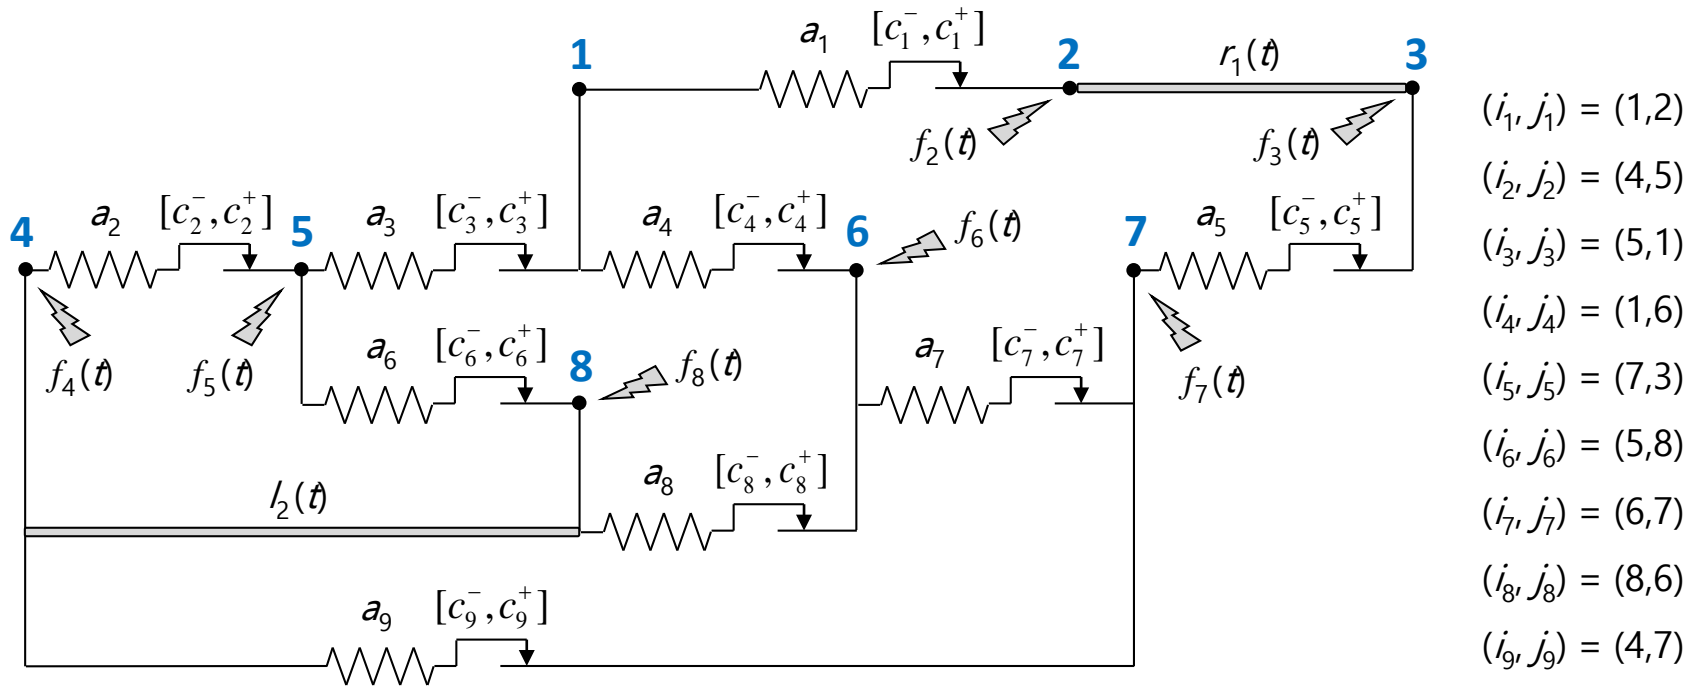 a₁ [c₁⁻, c₁⁺]
1 2 r₁(t) 3
f₂(t) f₃(t)
(i₁, j₁) = (1,2)
(i₂, j₂) = (4,5)
(i₃, j₃) = (5,1)
(i₄, j₄) = (1,6)
(i₅, j₅) = (7,3)
(i₆, j₆) = (5,8)
(i₇, j₇) = (6,7)
(i₈, j₈) = (8,6)
(i₉, j₉) = (4,7)
4 a₂ [c₂⁻, c₂⁺] 5 a₃ [c₃⁻, c₃⁺] a₄ [c₄⁻, c₄⁺] 6 f₆(t) 7 a₅ [c₅⁻, c₅⁺]
f₄(t) f₅(t) a₆ [c₆⁻, c₆⁺] 8 f₈(t) a₇ [c₇⁻, c₇⁺] f₇(t)
l₂(t) a₈ [c₈⁻, c₈⁺]
a₉ [c₉⁻, c₉⁺]